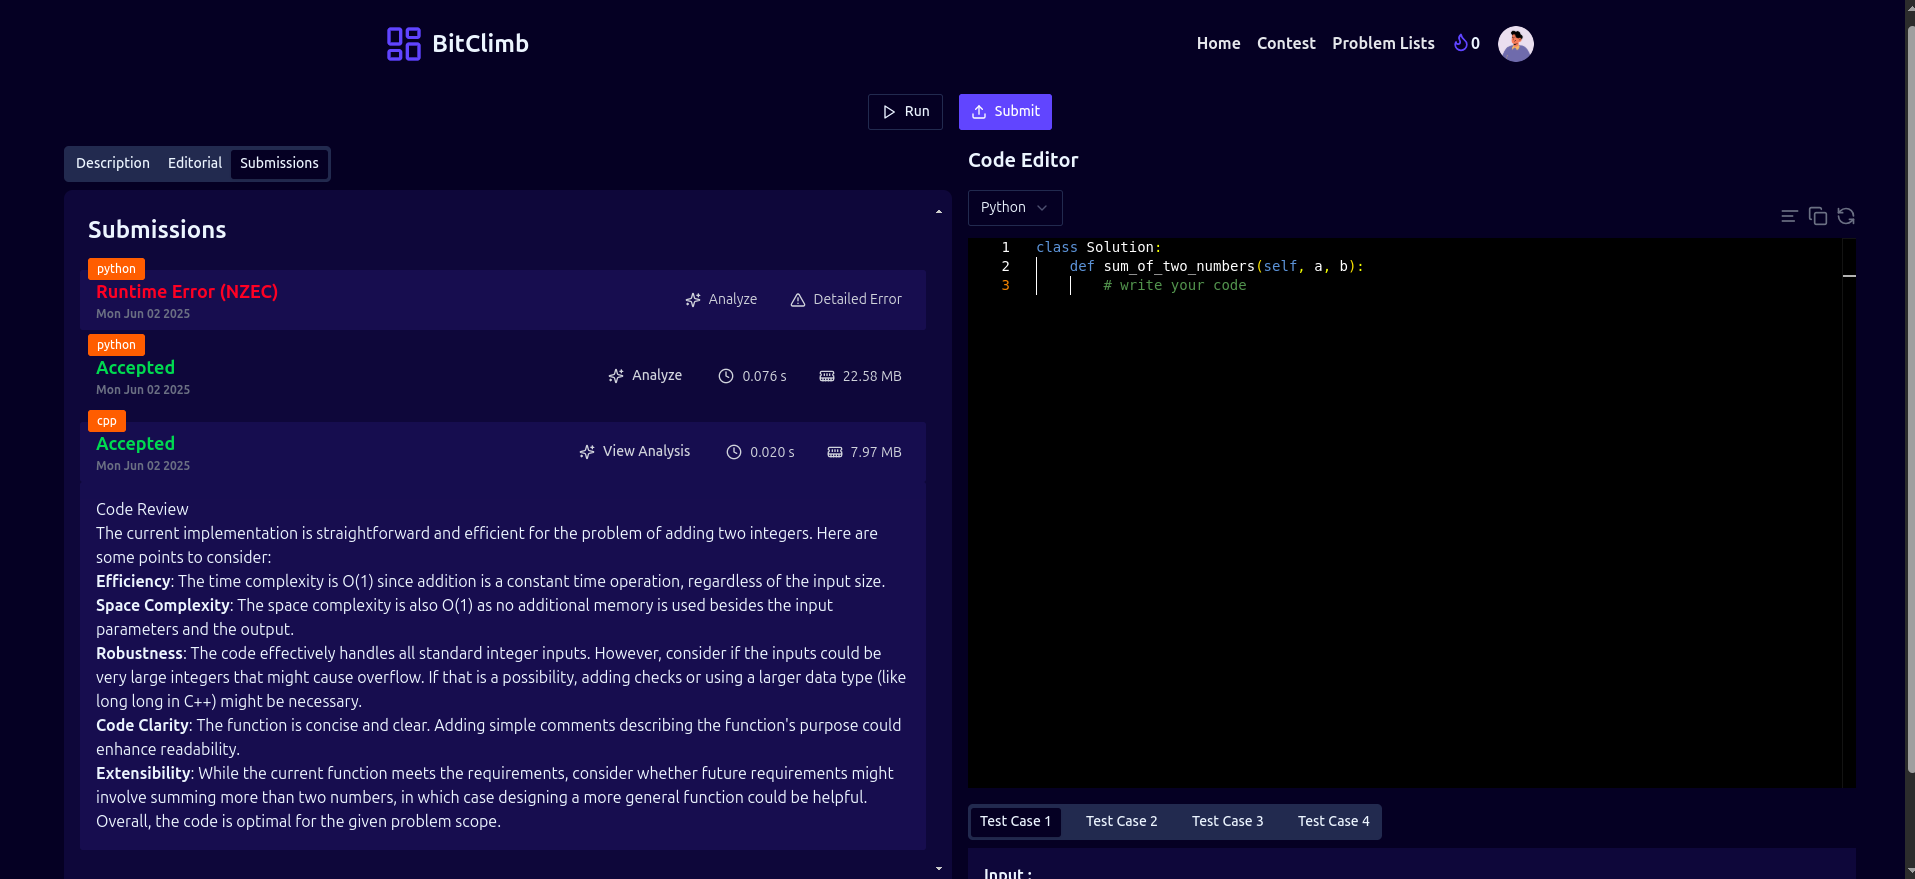 BitClimb
Home Contest Problem Lists 0
Run Submit
Description Editorial Submissions
Submissions
python
Runtime Error (NZEC)
Mon Jun 02 2025
Analyze Detailed Error
python
Accepted
Mon Jun 02 2025
Analyze 0.076 s 22.58 MB
cpp
Accepted
Mon Jun 02 2025
View Analysis 0.020 s 7.97 MB
Code Review
The current implementation is straightforward and efficient for the problem of adding two integers. Here are
some points to consider:
Efficiency: The time complexity is O(1) since addition is a constant time operation, regardless of the input size.
Space Complexity: The space complexity is also O(1) as no additional memory is used besides the input
parameters and the output.
Robustness: The code effectively handles all standard integer inputs. However, consider if the inputs could be
very large integers that might cause overflow. If that is a possibility, adding checks or using a larger data type (like
long long in C++) might be necessary.
Code Clarity: The function is concise and clear. Adding simple comments describing the function's purpose could
enhance readability.
Extensibility: While the current function meets the requirements, consider whether future requirements might
involve summing more than two numbers, in which case designing a more general function could be helpful.
Overall, the code is optimal for the given problem scope.
Code Editor
Python
1 class Solution:
2 def sum_of_two_numbers(self, a, b):
3 # write your code
Test Case 1 Test Case 2 Test Case 3 Test Case 4
Input :